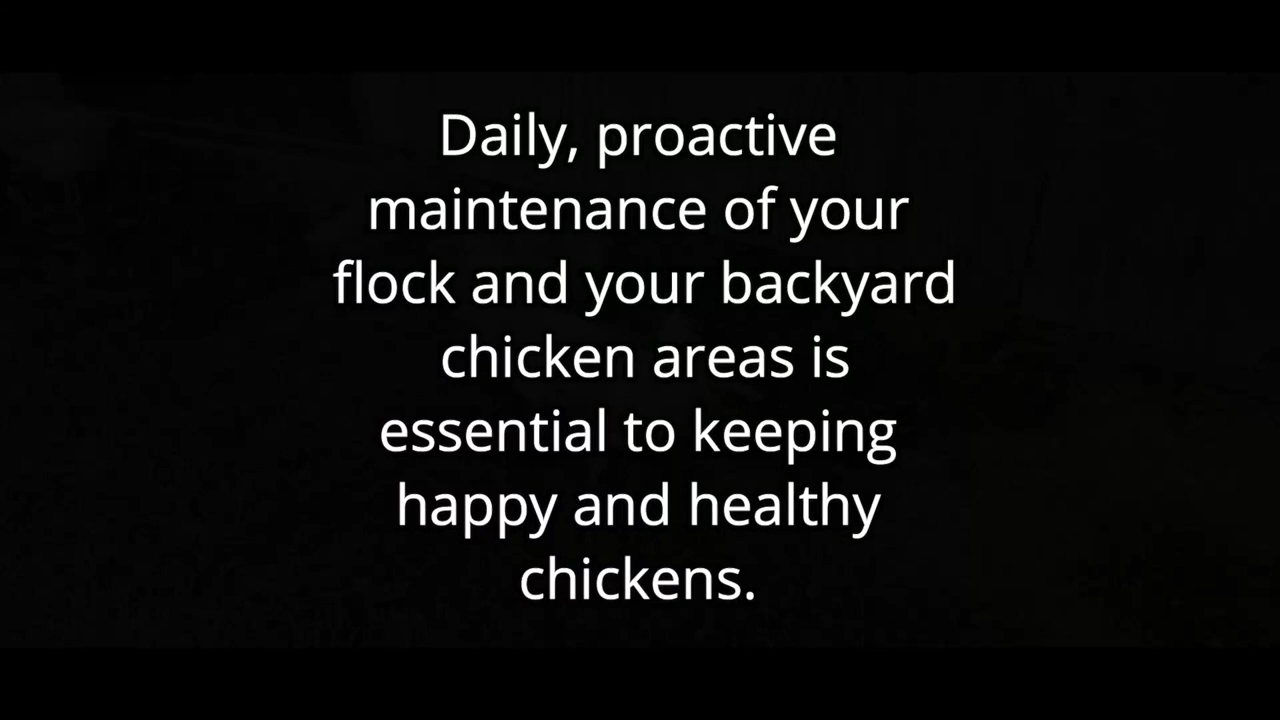 Daily, proactive
maintenance of your
flock and your backyard
chicken areas is
essential to keeping
happy and healthy
chickens.